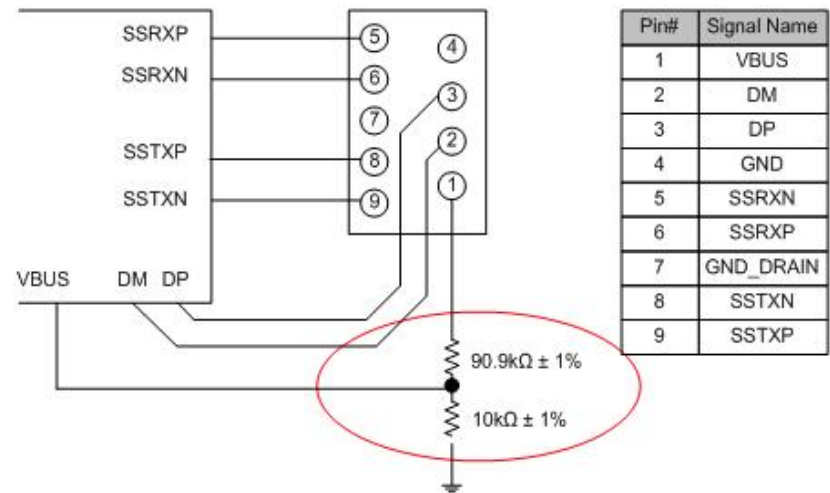 SSRXP
SSRXN
SSTXP
SSTXN
VBUS DM DP
5
6
7
8
9
4
3
2
1
90.9kΩ ± 1%
10kΩ ± 1%
Pin# Signal Name
1 VBUS
2 DM
3 DP
4 GND
5 SSRXN
6 SSRXP
7 GND_DRAIN
8 SSTXN
9 SSTXP